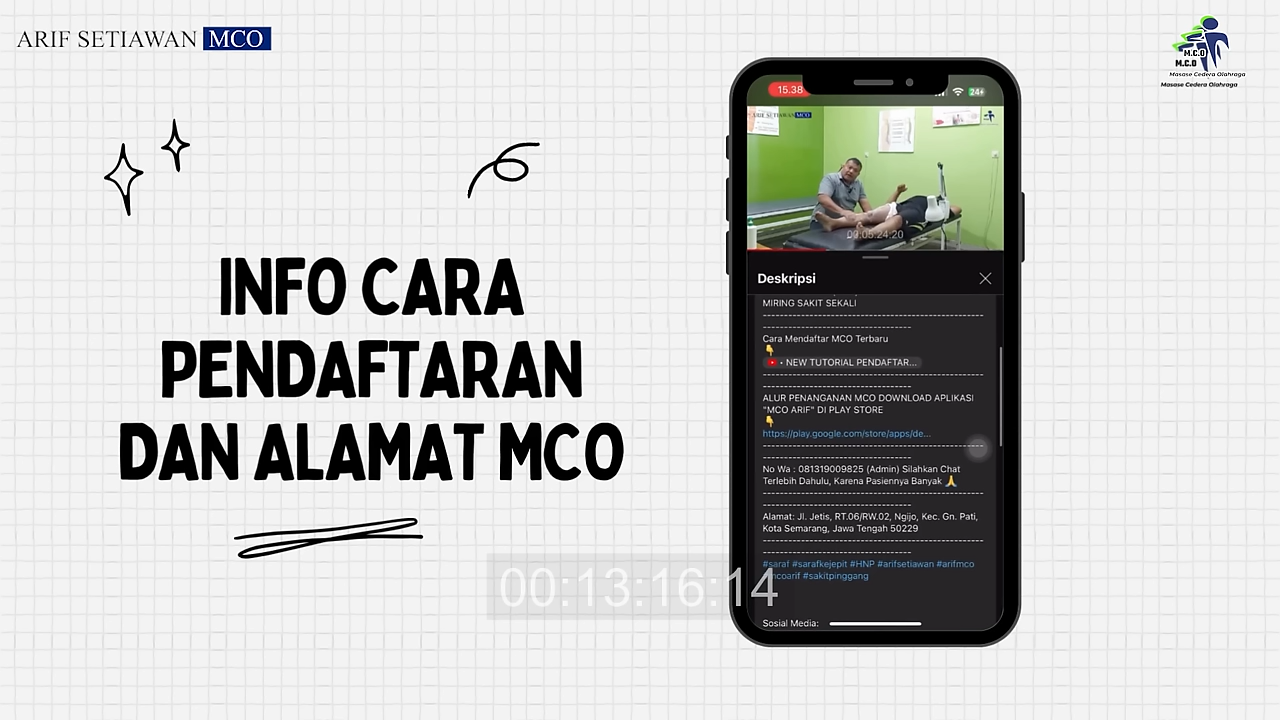 ARIF SETIAWAN MCO
M.C.O
M.C.O
Masase Cedera Olahraga
Masase Cedera Olahraga
INFO CARA
PENDAFTARAN
DAN ALAMAT MCO
15.38
24+
ARIF SETIAWAN MCO
00:05:24:20
Deskripsi
MIRING SAKIT SEKALI
Cara Mendaftar MCO Terbaru
• NEW TUTORIAL PENDAFTAR...
ALUR PENANGANAN MCO DOWNLOAD APLIKASI
"MCO ARIF" DI PLAY STORE
https://play.google.com/store/apps/de...
No Wa : 081319009825 (Admin) Silahkan Chat
Terlebih Dahulu, Karena Pasiennya Banyak 🙏
Alamat: Jl. Jetis, RT.06/RW.02, Ngijo, Kec. Gn. Pati,
Kota Semarang, Jawa Tengah 50229
#saraf #sarafkejepit #HNP #arifsetiawan #arifmco
#mcoarif #sakitpinggang
Sosial Media:
00:13:16:14